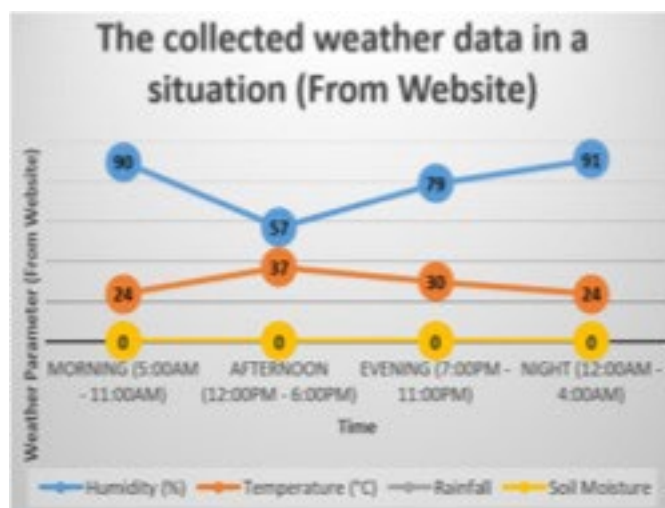 The collected weather data in a
situation (From Website)
Weather Parameter (From Website)
90
57
79
91
24
37
30
24
0
0
0
0
MORNING (5:00AM
- 11:00AM)
AFTERNOON
(12:00PM - 6:00PM)
EVENING (7:00PM -
11:00PM)
NIGHT (12:00AM -
4:00AM)
Time
Humidity (%)
Temperature (°C)
Rainfall
Soil Moisture